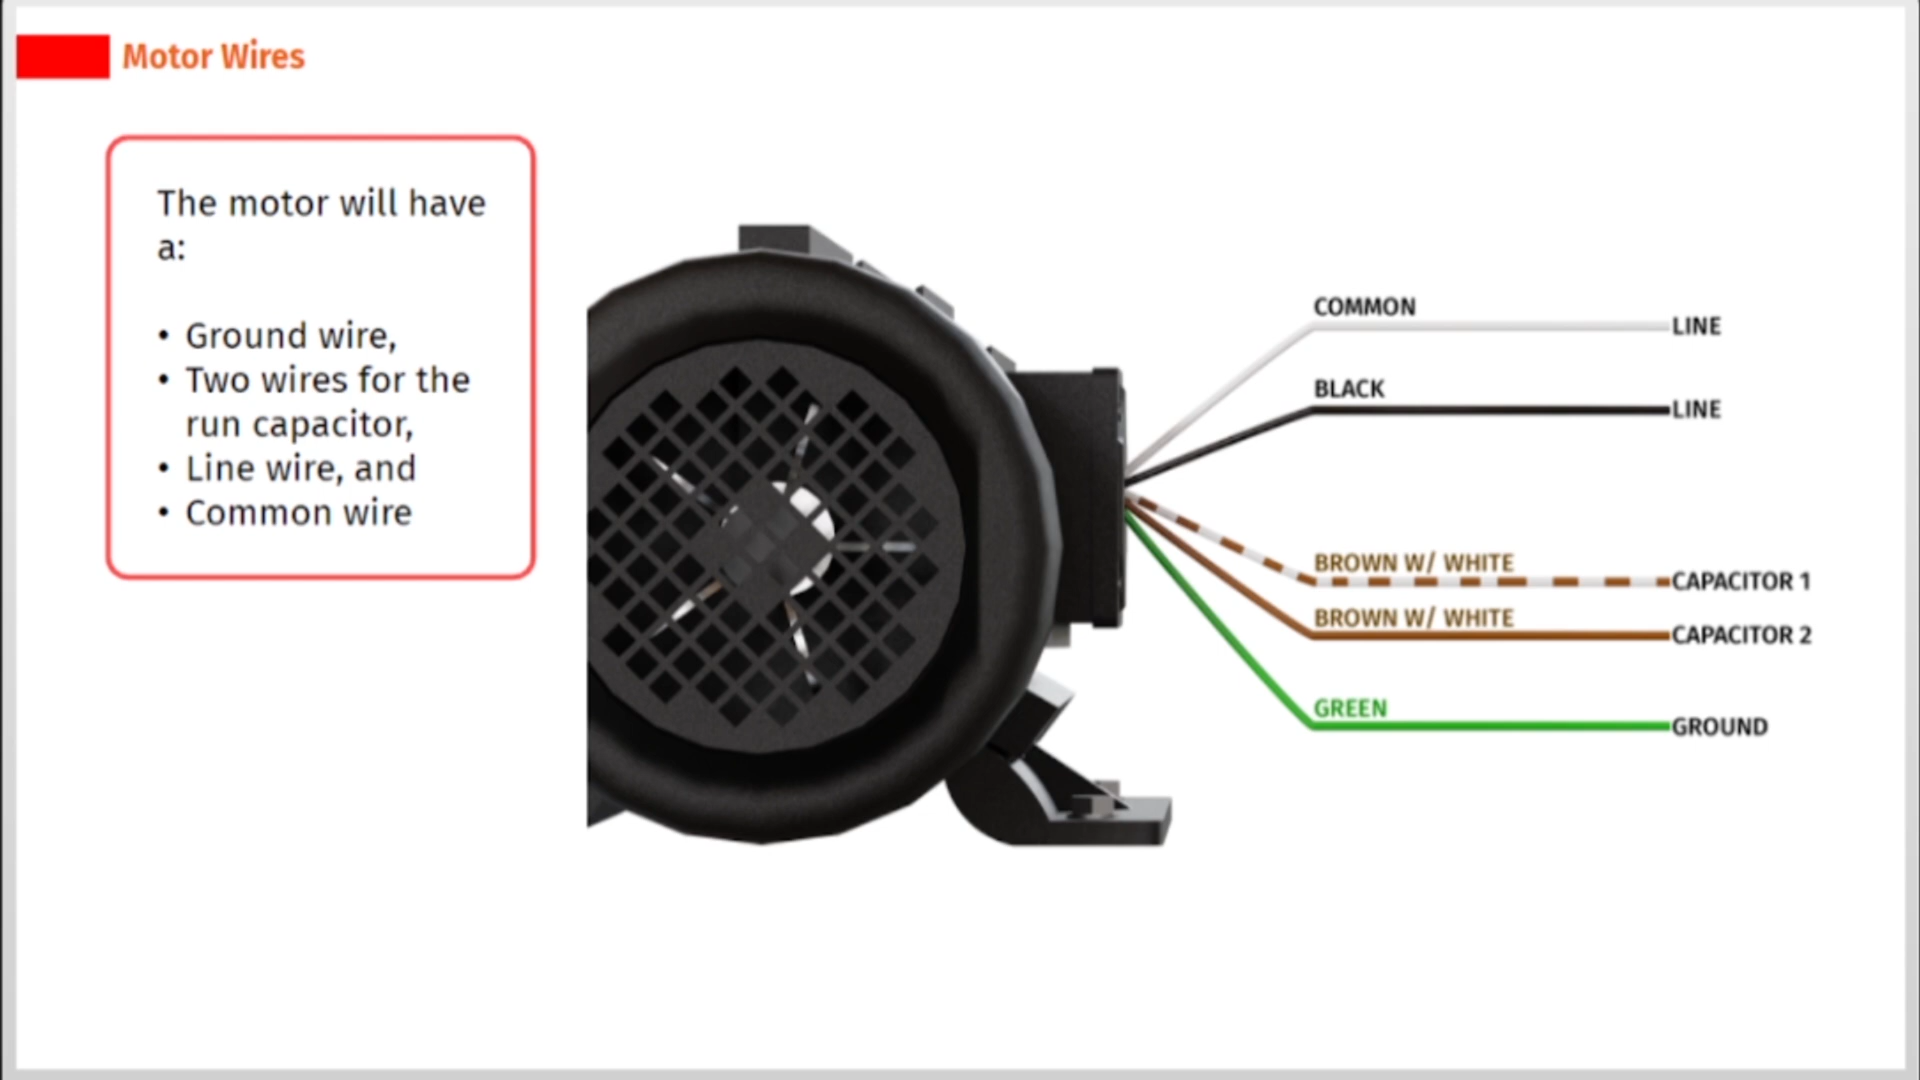 Motor Wires
The motor will have
a:
• Ground wire,
• Two wires for the
run capacitor,
• Line wire, and
• Common wire
COMMON
LINE
BLACK
LINE
BROWN W/ WHITE
CAPACITOR 1
BROWN W/ WHITE
CAPACITOR 2
GREEN
GROUND